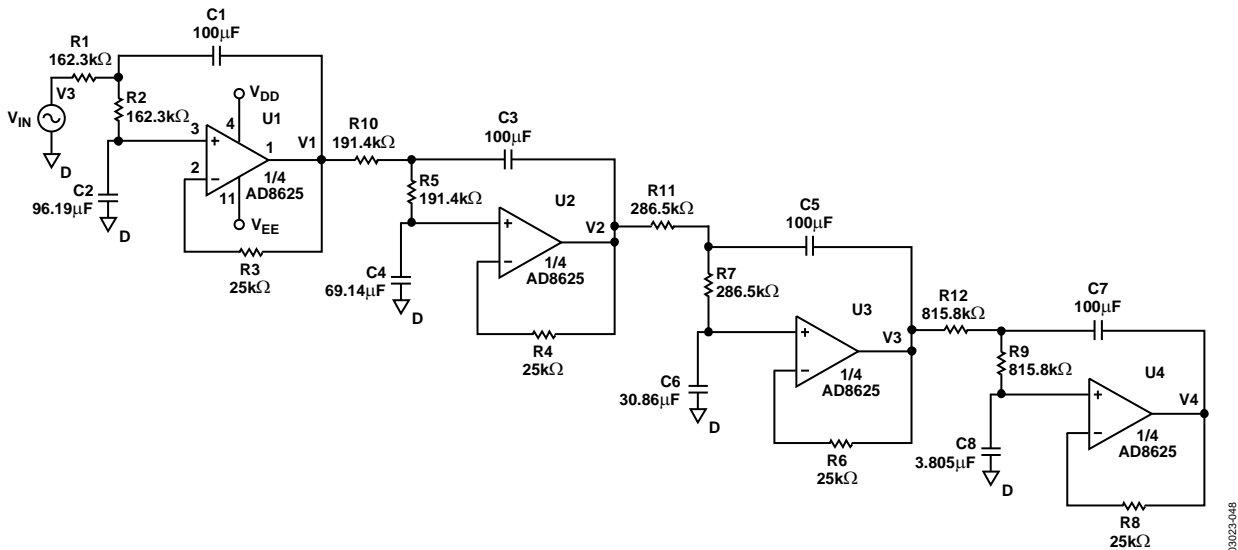 C1
100μF
R1
162.3kΩ
V3
VIN
D
R2
162.3kΩ
VDD
4
U1
3
+
1
V1
2
−
11
1/4
AD8625
VEE
C2
96.19μF
D
R3
25kΩ
R10
191.4kΩ
C3
100μF
R5
191.4kΩ
U2
+
−
V2
1/4
AD8625
C4
69.14μF
D
R4
25kΩ
R11
286.5kΩ
C5
100μF
R7
286.5kΩ
U3
+
−
V3
1/4
AD8625
C6
30.86μF
D
R6
25kΩ
R12
815.8kΩ
C7
100μF
R9
815.8kΩ
U4
+
−
V4
1/4
AD8625
C8
3.805μF
D
R8
25kΩ
03023-048